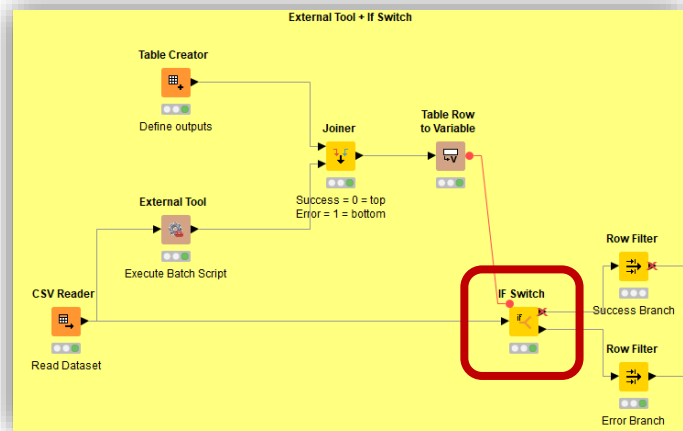 External Tool + If Switch
Table Creator
Define outputs
Joiner
Success = 0 = top
Error = 1 = bottom
Table Row
to Variable
V
External Tool
Execute Batch Script
CSV Reader
Read Dataset
IF Switch
if
Row Filter
Success Branch
Row Filter
Error Branch